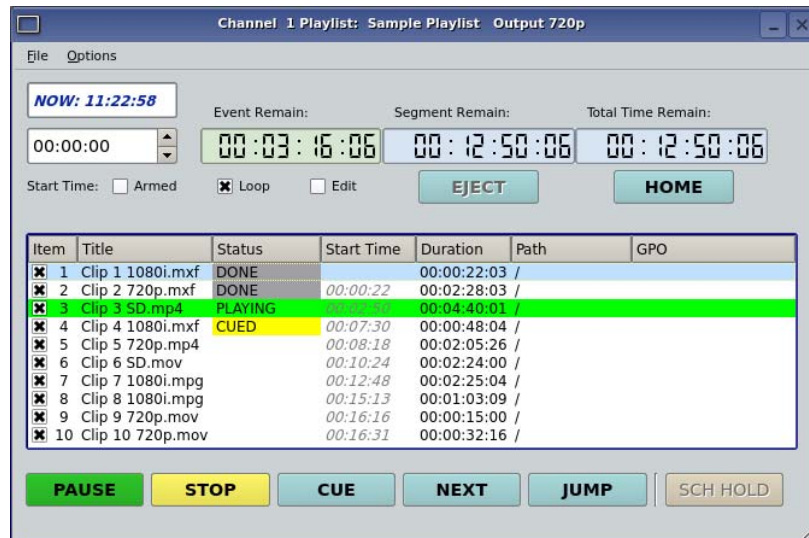 Channel 1 Playlist: Sample Playlist Output 720p
File Options
NOW: 11:22:58
Event Remain: Segment Remain: Total Time Remain:
00:00:00 00:03:16:06 00:12:50:06 00:12:50:06
Start Time: Armed Loop Edit EJECT HOME
Item Title Status Start Time Duration Path GPO
1 Clip 1 1080i.mxf DONE 00:00:22:03 /
2 Clip 2 720p.mxf DONE 00:00:22 00:02:28:03 /
3 Clip 3 SD.mp4 PLAYING 00:02:50 00:04:40:01 /
4 Clip 4 1080i.mxf CUED 00:07:30 00:00:48:04 /
5 Clip 5 720p.mp4 00:08:18 00:02:05:26 /
6 Clip 6 SD.mov 00:10:24 00:02:24:00 /
7 Clip 7 1080i.mpg 00:12:48 00:02:25:04 /
8 Clip 8 1080i.mpg 00:15:13 00:01:03:09 /
9 Clip 9 720p.mov 00:16:16 00:00:15:00 /
10 Clip 10 720p.mov 00:16:31 00:00:32:16 /
PAUSE STOP CUE NEXT JUMP SCH HOLD